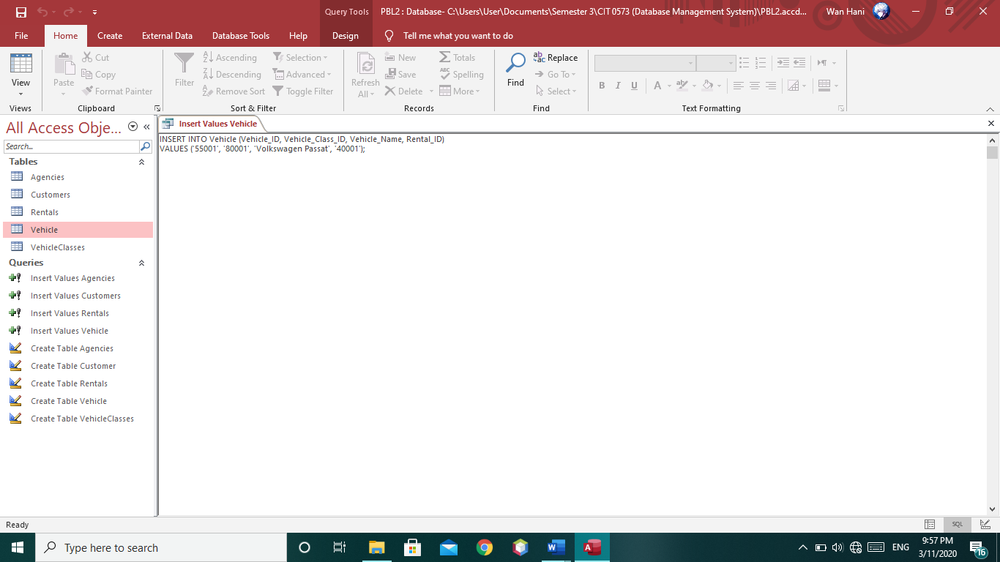 Query Tools
PBL2 : Database- C:\Users\User\Documents\Semester 3\CIT 0573 (Database Management System)\PBL2.accd...
Wan Hani
File
Home
Create
External Data
Database Tools
Help
Design
Tell me what you want to do
View
Views
Paste
Cut
Copy
Format Painter
Clipboard
Filter
Ascending
Descending
Remove Sort
Selection
Advanced
Toggle Filter
Sort & Filter
Refresh
All
New
Save
Delete
Totals
Spelling
More
Records
Find
Replace
Go To
Select
Find
B I U
A
Text Formatting
All Access Obje...
Search...
Tables
Agencies
Customers
Rentals
Vehicle
VehicleClasses
Queries
Insert Values Agencies
Insert Values Customers
Insert Values Rentals
Insert Values Vehicle
Create Table Agencies
Create Table Customer
Create Table Rentals
Create Table Vehicle
Create Table VehicleClasses
Insert Values Vehicle
INSERT INTO Vehicle (Vehicle_ID, Vehicle_Class_ID, Vehicle_Name, Rental_ID)
VALUES ('55001', '80001', 'Volkswagen Passat', '40001');
Ready
SQL
Type here to search
ENG
9:57 PM
3/11/2020
16